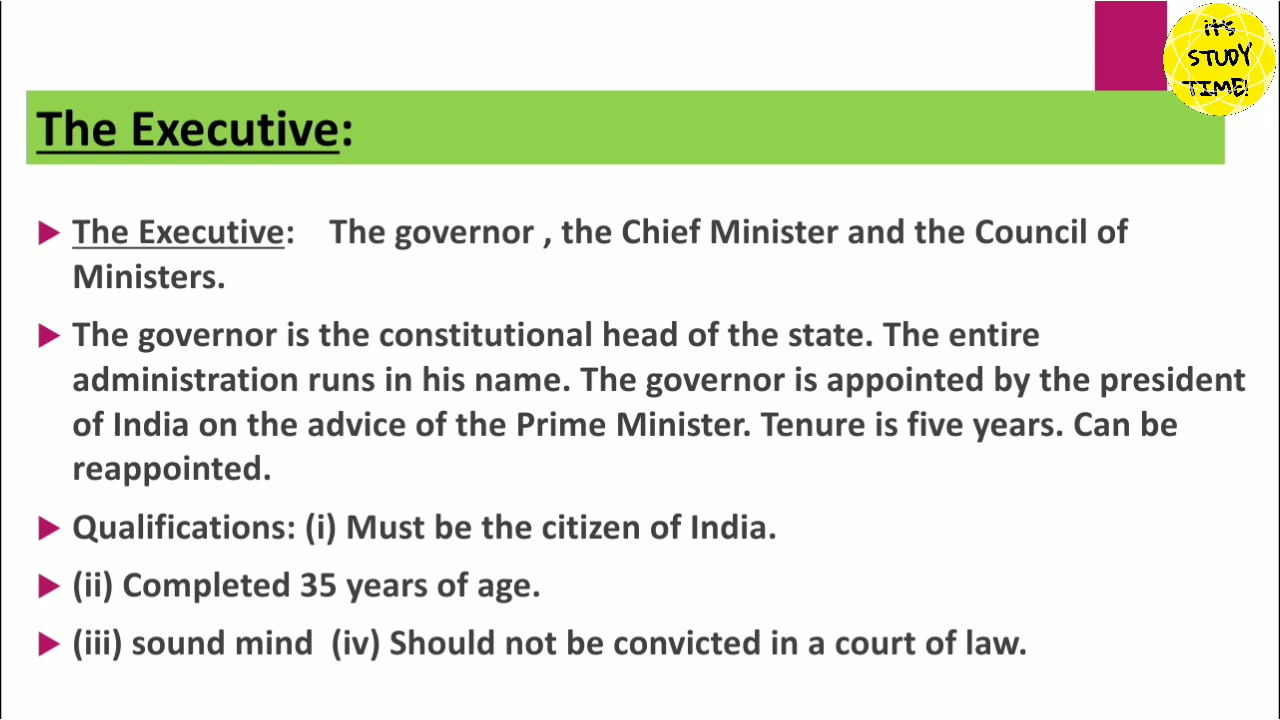 it's
STUDY
TIME!
The Executive:
The Executive: The governor , the Chief Minister and the Council of
Ministers.
The governor is the constitutional head of the state. The entire
administration runs in his name. The governor is appointed by the president
of India on the advice of the Prime Minister. Tenure is five years. Can be
reappointed.
Qualifications: (i) Must be the citizen of India.
(ii) Completed 35 years of age.
(iii) sound mind (iv) Should not be convicted in a court of law.